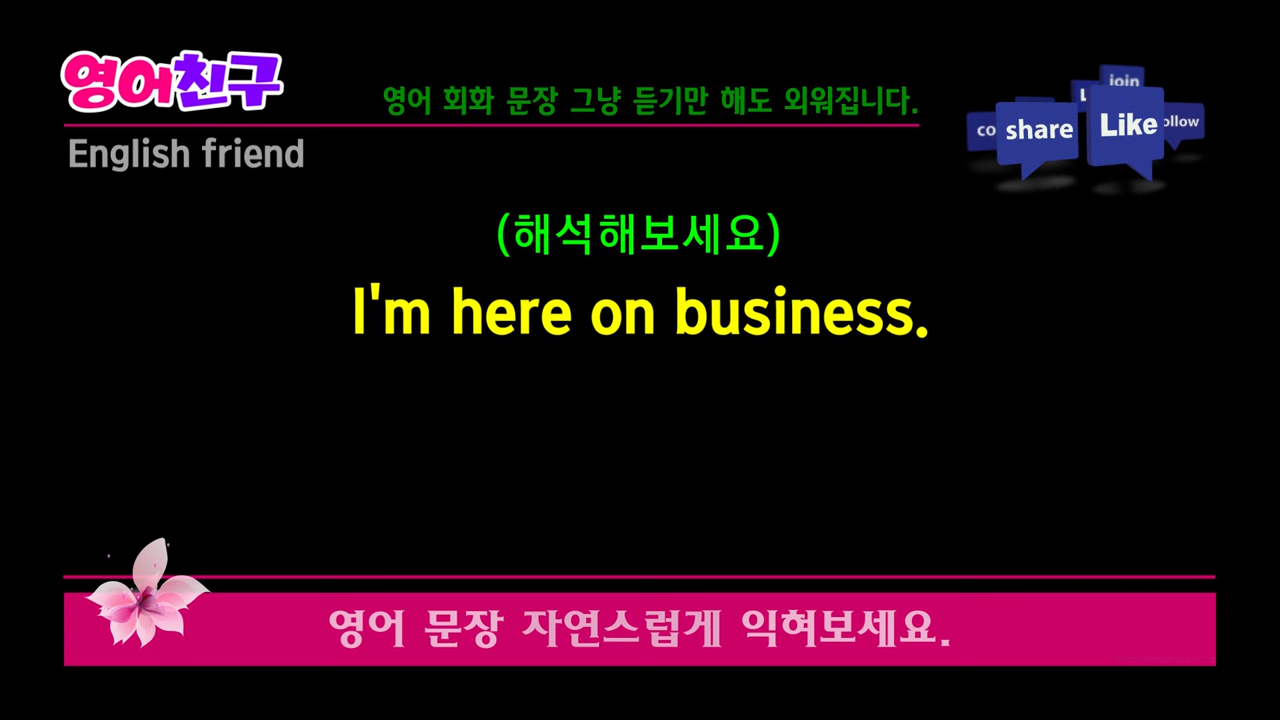 영어친구
영어 회화 문장 그냥 듣기만 해도 외워집니다.
English friend
join
share
Like
(해석해보세요)
I'm here on business.
영어 문장 자연스럽게 익혀보세요.